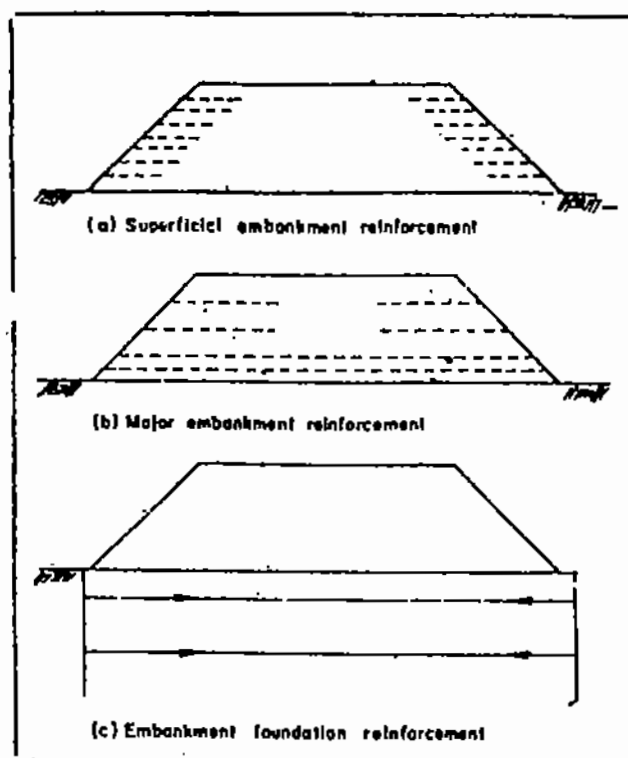 (a) Superficial embankment reinforcement
(b) Major embankment reinforcement
(c) Embankment foundation reinforcement